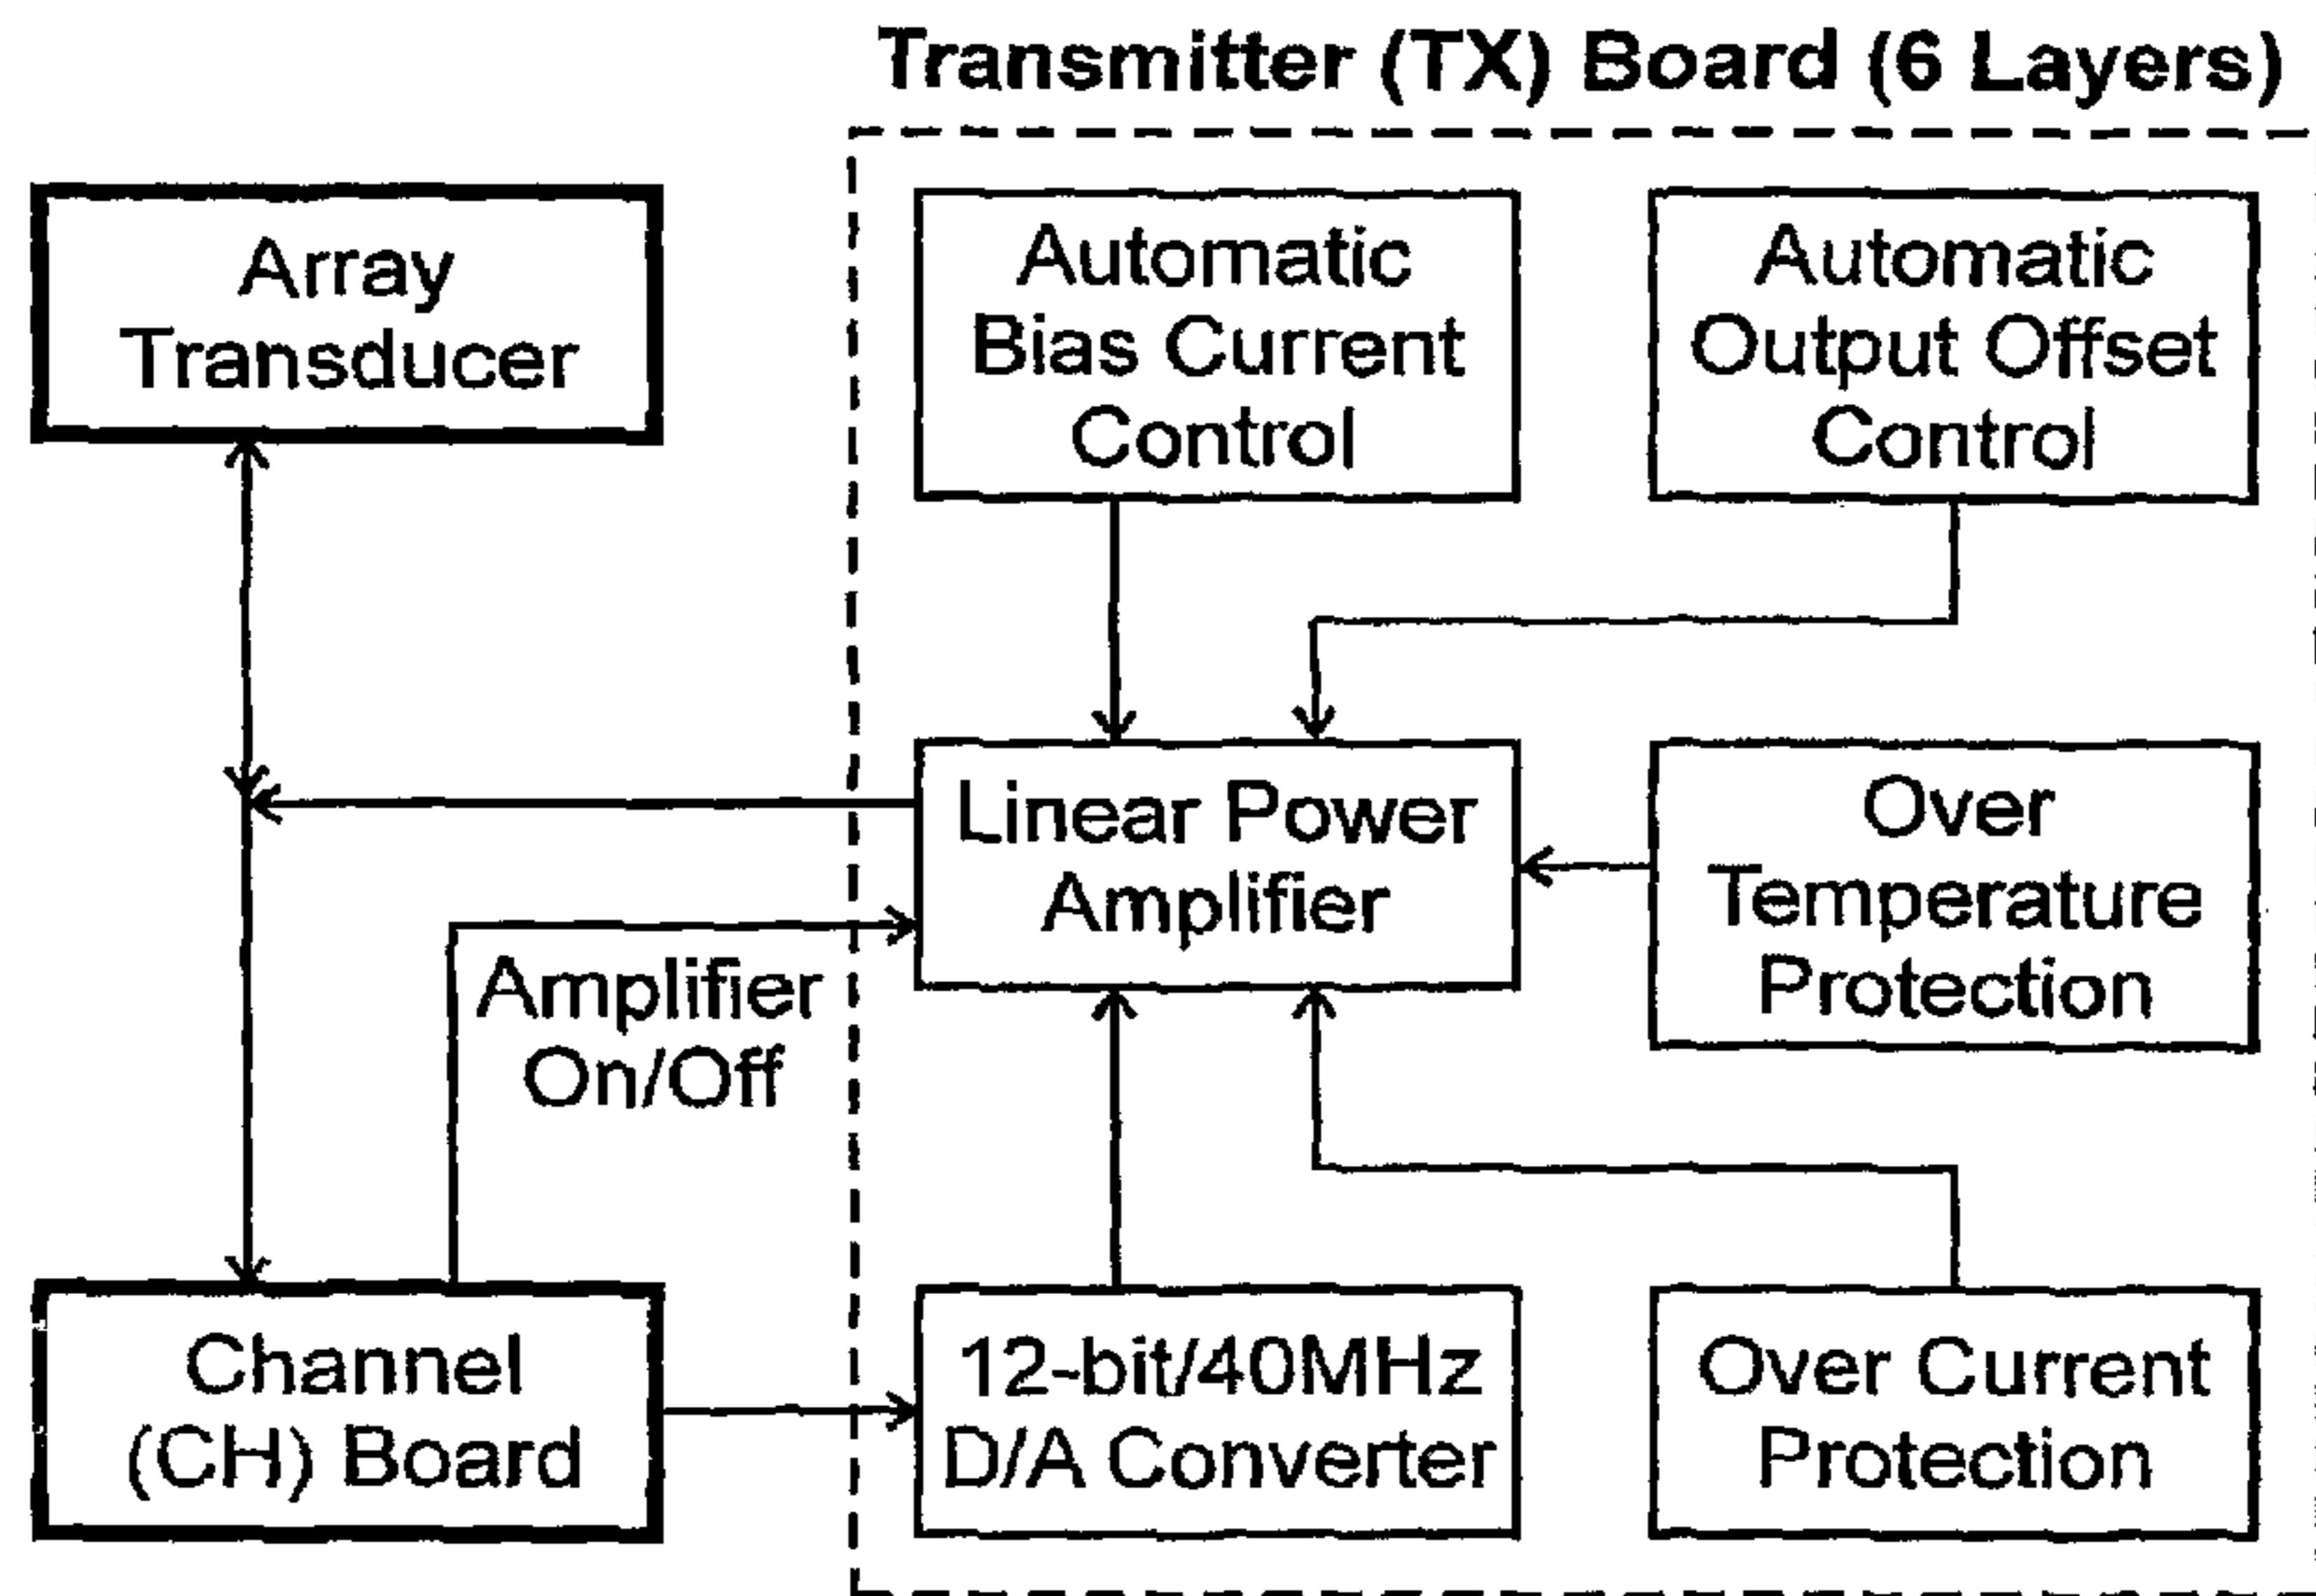 Transmitter (TX) Board (6 Layers)
Array
Transducer
Automatic
Bias Current
Control
Automatic
Output Offset
Control
Linear Power
Amplifier
Over
Temperature
Protection
Amplifier
On/Off
Channel
(CH) Board
12-bit/40MHz
D/A Converter
Over Current
Protection